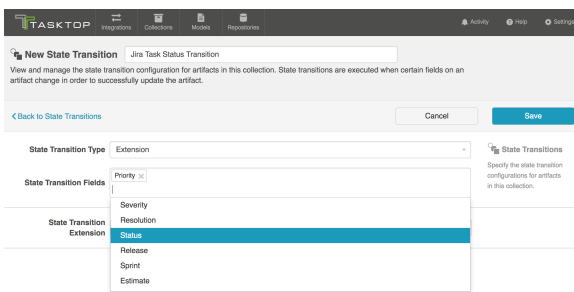 TASKTOP
Integrations
Collections
Models
Repositories
Activity
Help
Settings
New State Transition
Jira Task Status Transition
View and manage the state transition configuration for artifacts in this collection. State transitions are executed when certain fields on an
artifact change in order to successfully update the artifact.
Back to State Transitions
Cancel
Save
State Transition Type
Extension
State Transitions
Specify the state transition
configurations for artifacts
in this collection.
State Transition Fields
Priority
Severity
Resolution
Status
Release
Sprint
Estimate
State Transition
Extension